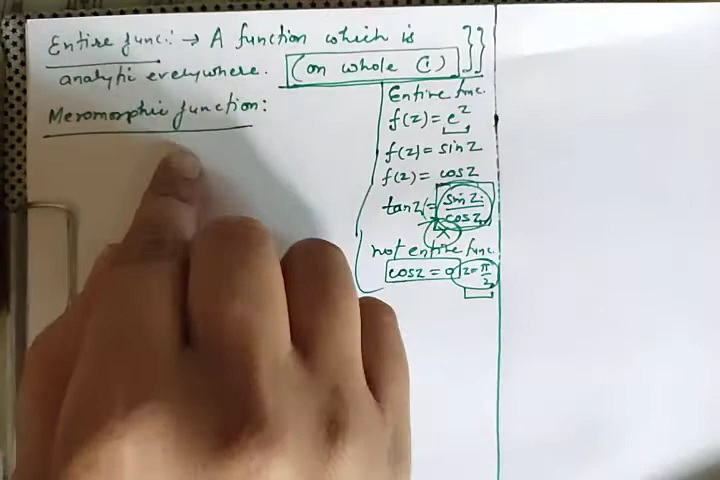 Entire func: → A function which is
analytic everywhere. (on whole ℂ)
Meromorphic function:
Entire func.
f(z) = e^z
f(z) = sin z
f(z) = cos z
tan z = sin z / cos z
not entire func.
cos z = 0 z = π/2